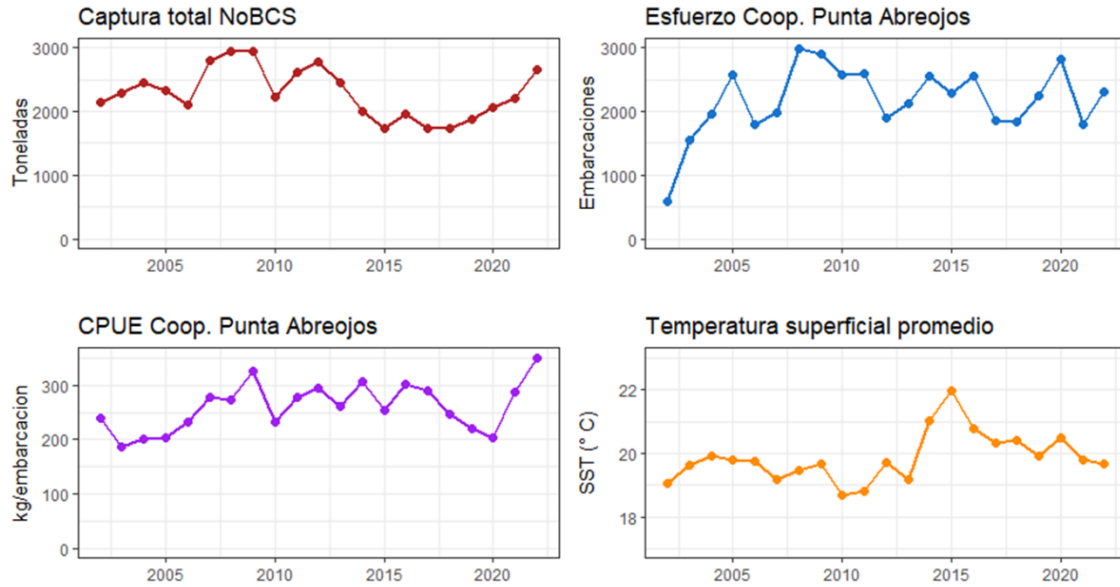 Captura total NoBCS
Toneladas
3000
2000
1000
0
2005 2010 2015 2020
Esfuerzo Coop. Punta Abreojos
Embarcaciones
3000
2000
1000
0
2005 2010 2015 2020
CPUE Coop. Punta Abreojos
kg/embarcacion
300
200
100
0
2005 2010 2015 2020
Temperatura superficial promedio
SST (° C)
22
20
18
2005 2010 2015 2020